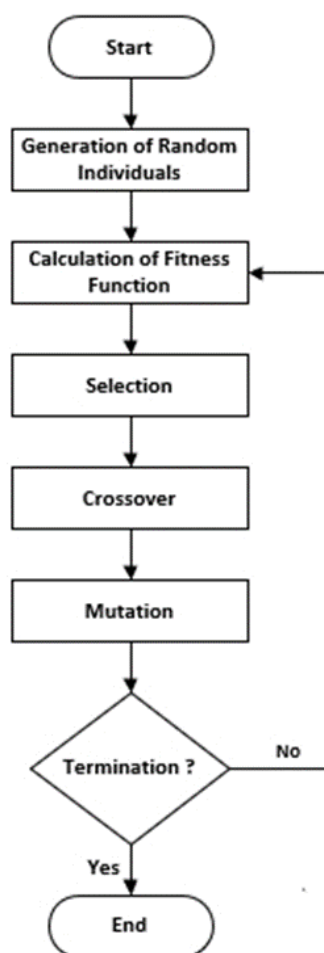 Start
Generation of Random
Individuals
Calculation of Fitness
Function
Selection
Crossover
Mutation
Termination ?
No
Yes
End